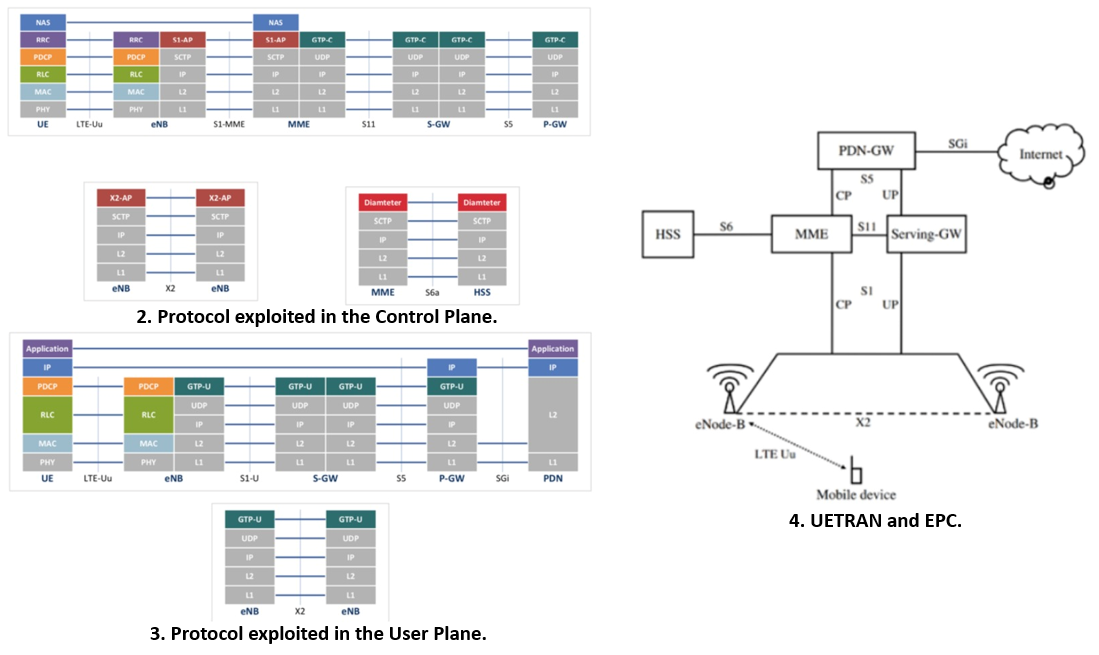 NAS NAS
RRC RRC S1-AP S1-AP GTP-C GTP-C GTP-C GTP-C
PDCP PDCP SCTP SCTP UDP UDP UDP UDP
RLC RLC IP IP IP IP IP IP
MAC MAC L2 L2 L2 L2 L2 L2
PHY PHY L1 L1 L1 L1 L1 L1
UE LTE-Uu eNB S1-MME MME S11 S-GW S5 P-GW
X2-AP X2-AP
SCTP SCTP
IP IP
L2 L2
L1 L1
eNB X2 eNB
Diamteter Diamteter
SCTP SCTP
IP IP
L2 L2
L1 L1
MME S6a HSS
2. Protocol exploited in the Control Plane.
Application Application
IP IP IP
PDCP PDCP GTP-U GTP-U GTP-U GTP-U
RLC RLC UDP UDP UDP UDP L2
IP IP IP IP
MAC MAC L2 L2 L2 L2
PHY PHY L1 L1 L1 L1 L1
UE LTE-Uu eNB S1-U S-GW S5 P-GW SGi PDN
GTP-U GTP-U
UDP UDP
IP IP
L2 L2
L1 L1
eNB X2 eNB
3. Protocol exploited in the User Plane.
PDN-GW SGi Internet
S5
CP UP
HSS S6 MME S11 Serving-GW
S1
CP UP
eNode-B X2 eNode-B
LTE Uu
Mobile device
4. UETRAN and EPC.